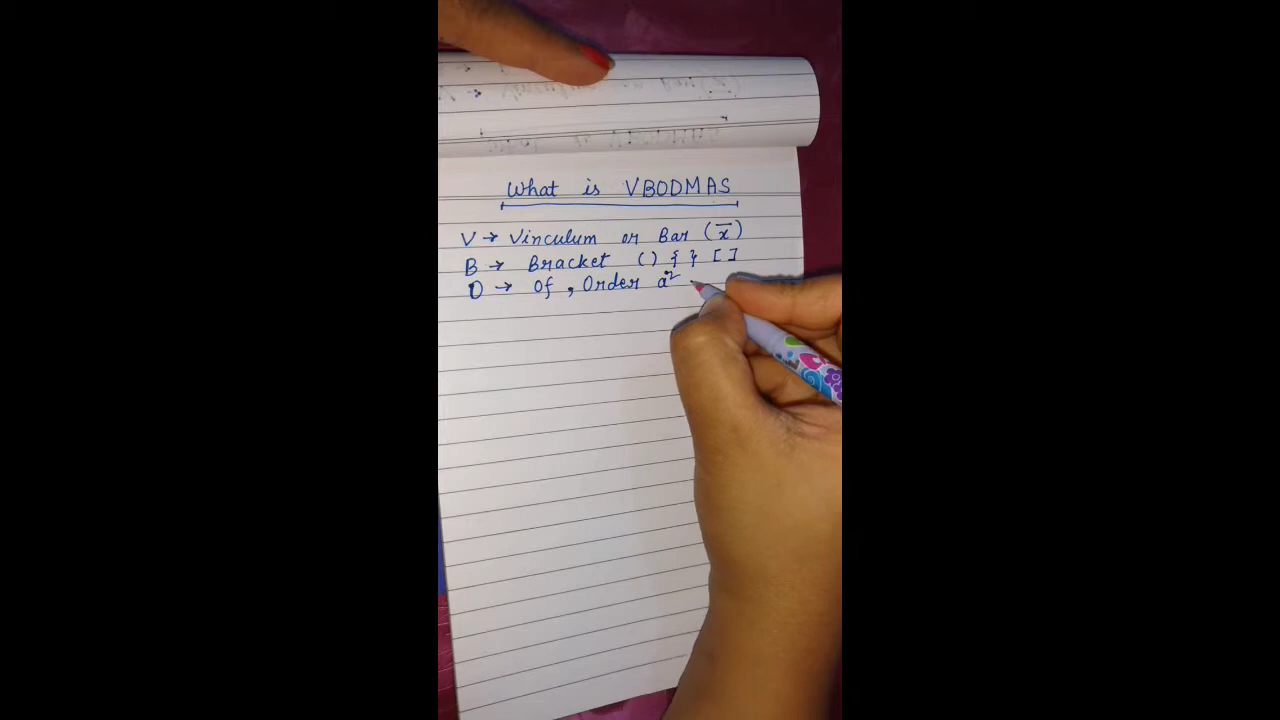 What is VBODMAS
V → Vinculum or Bar (x̅)
B → Bracket () { } [ ]
O → Of , Order a²